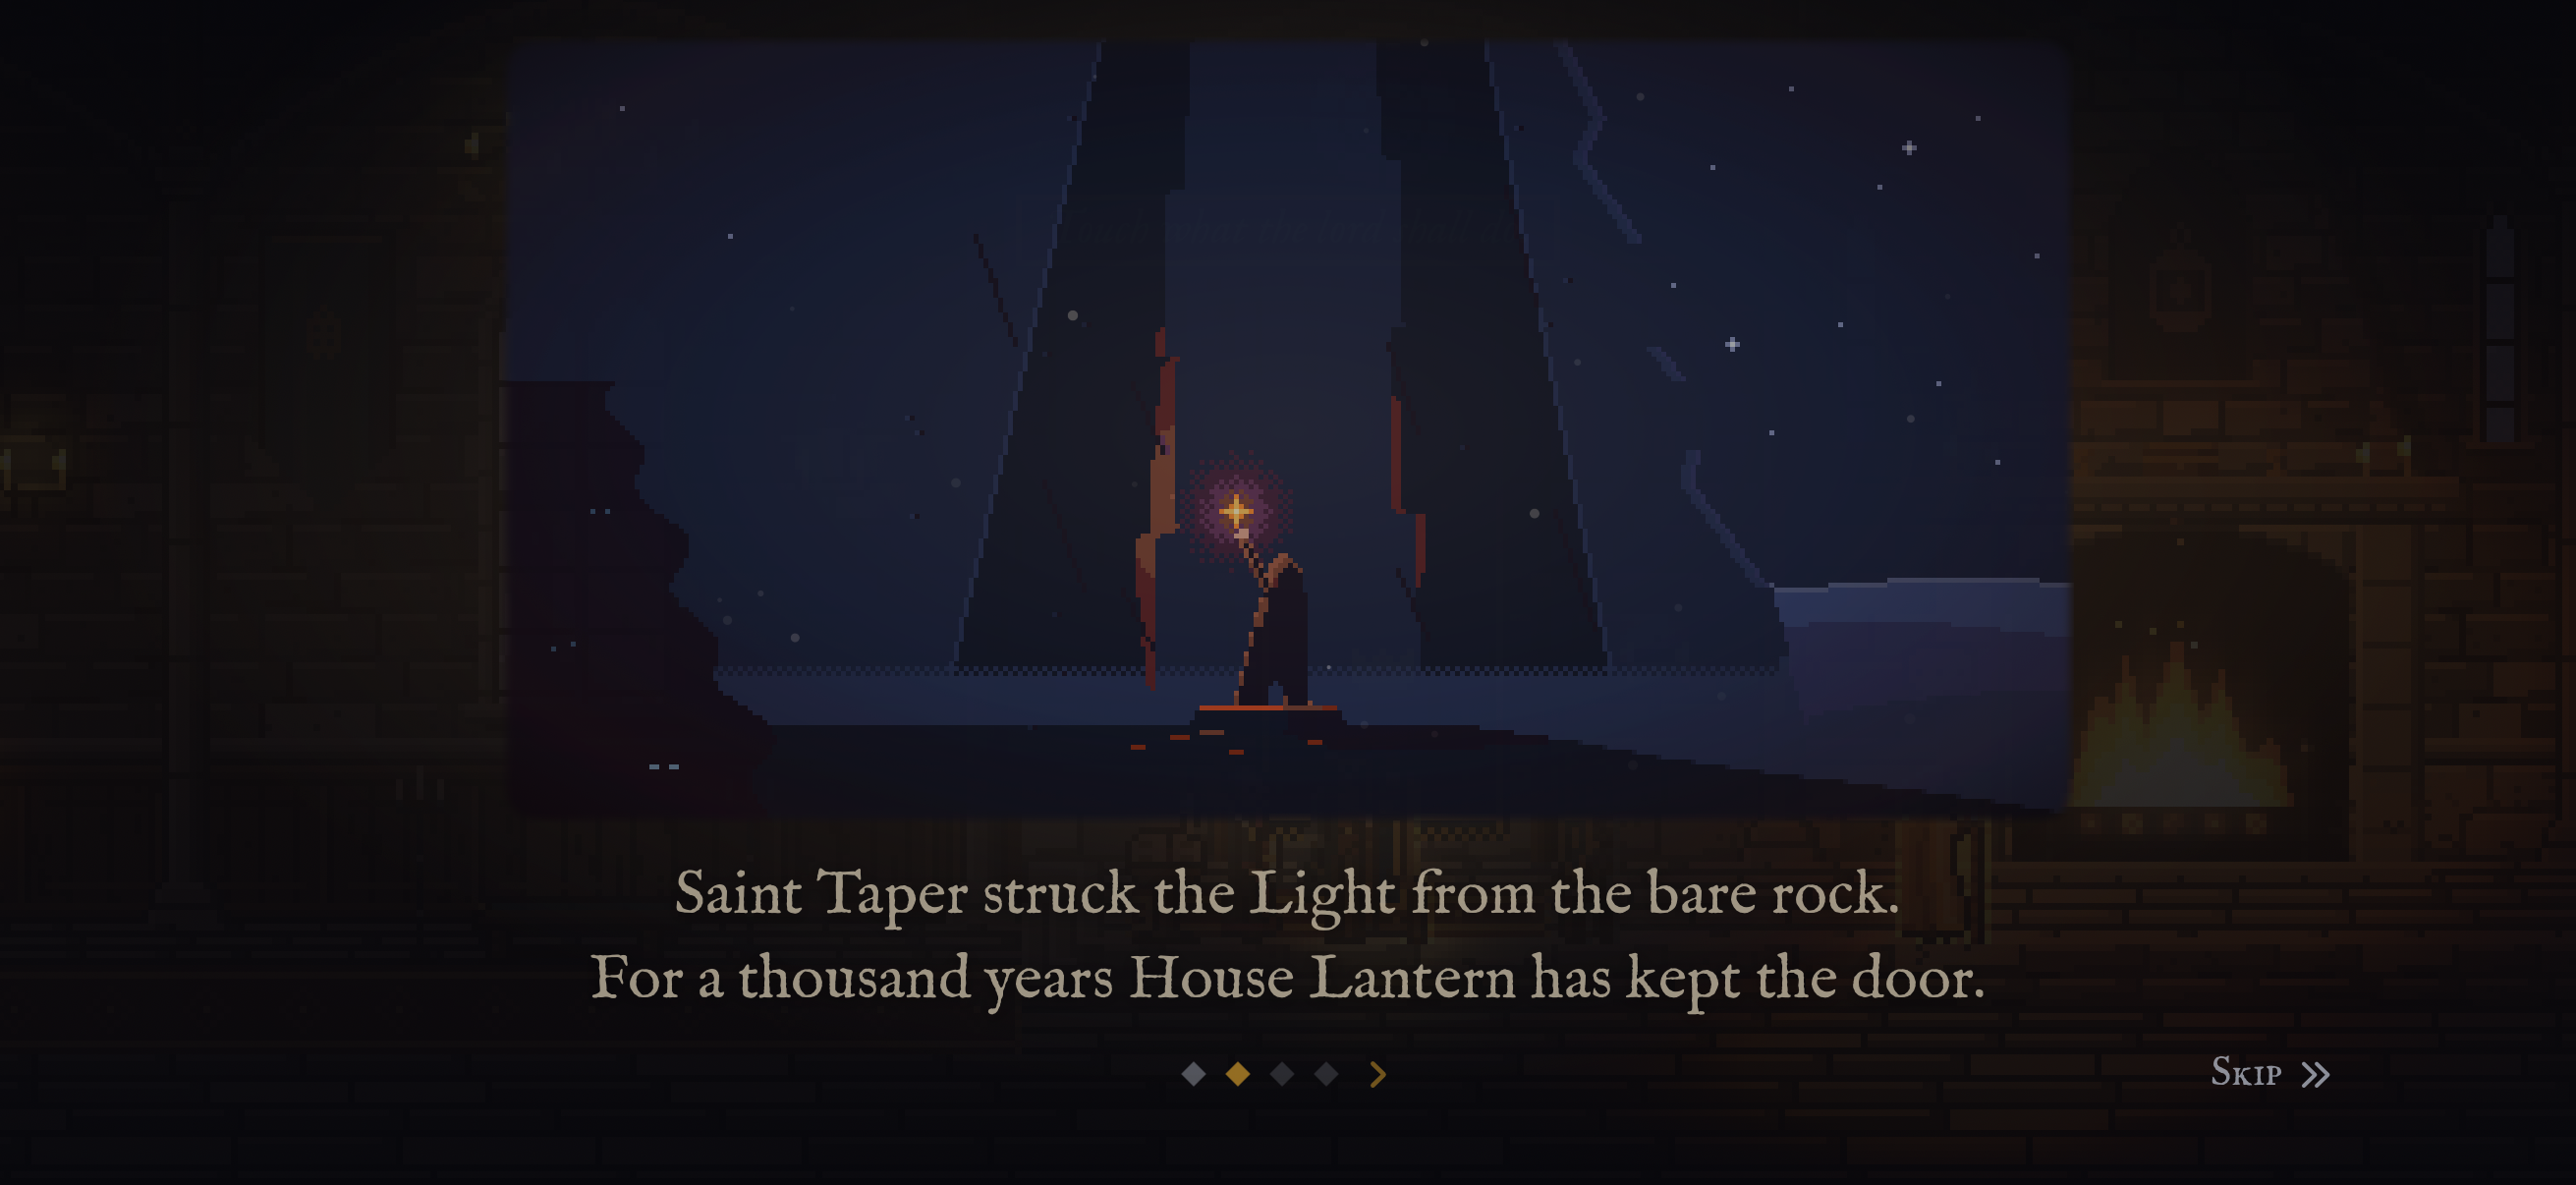 Saint Taper struck the Light from the bare rock.
For a thousand years House Lantern has kept the door.
Skip